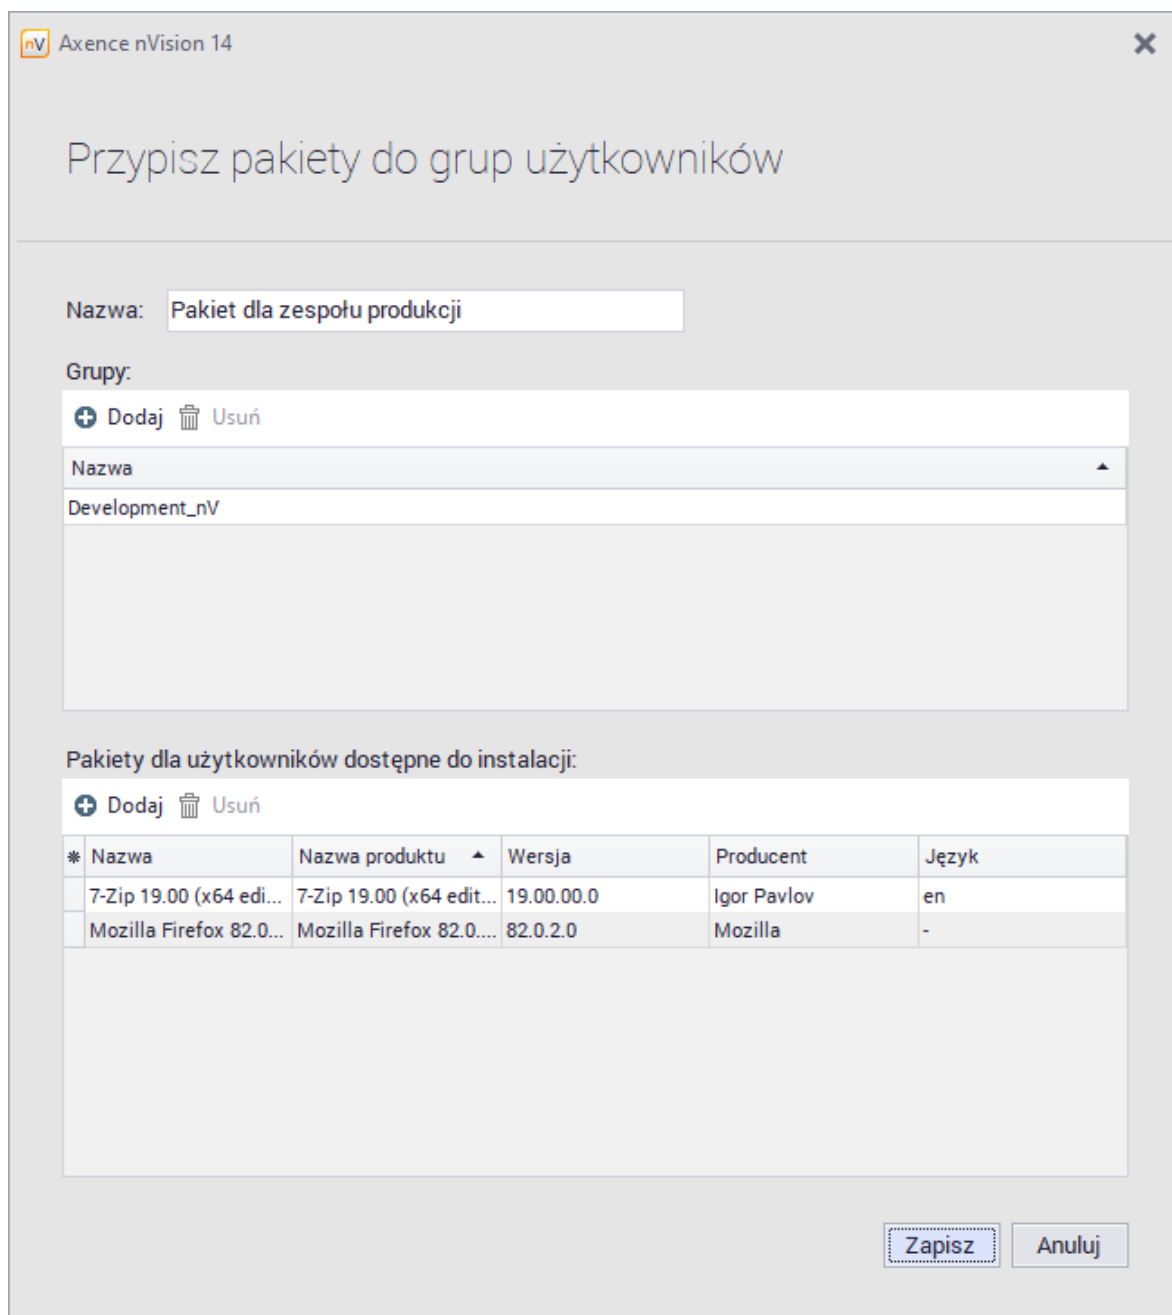 nV Axence nVision 14
Przypisz pakiety do grup użytkowników
Nazwa: Pakiet dla zespołu produkcji
Grupy:
Dodaj Usuń
Nazwa
Development_nV
Pakiety dla użytkowników dostępne do instalacji:
Dodaj Usuń
Nazwa Nazwa produktu Wersja Producent Język
7-Zip 19.00 (x64 edi... 7-Zip 19.00 (x64 edit... 19.00.00.0 Igor Pavlov en
Mozilla Firefox 82.0... Mozilla Firefox 82.0.... 82.0.2.0 Mozilla -
Zapisz Anuluj